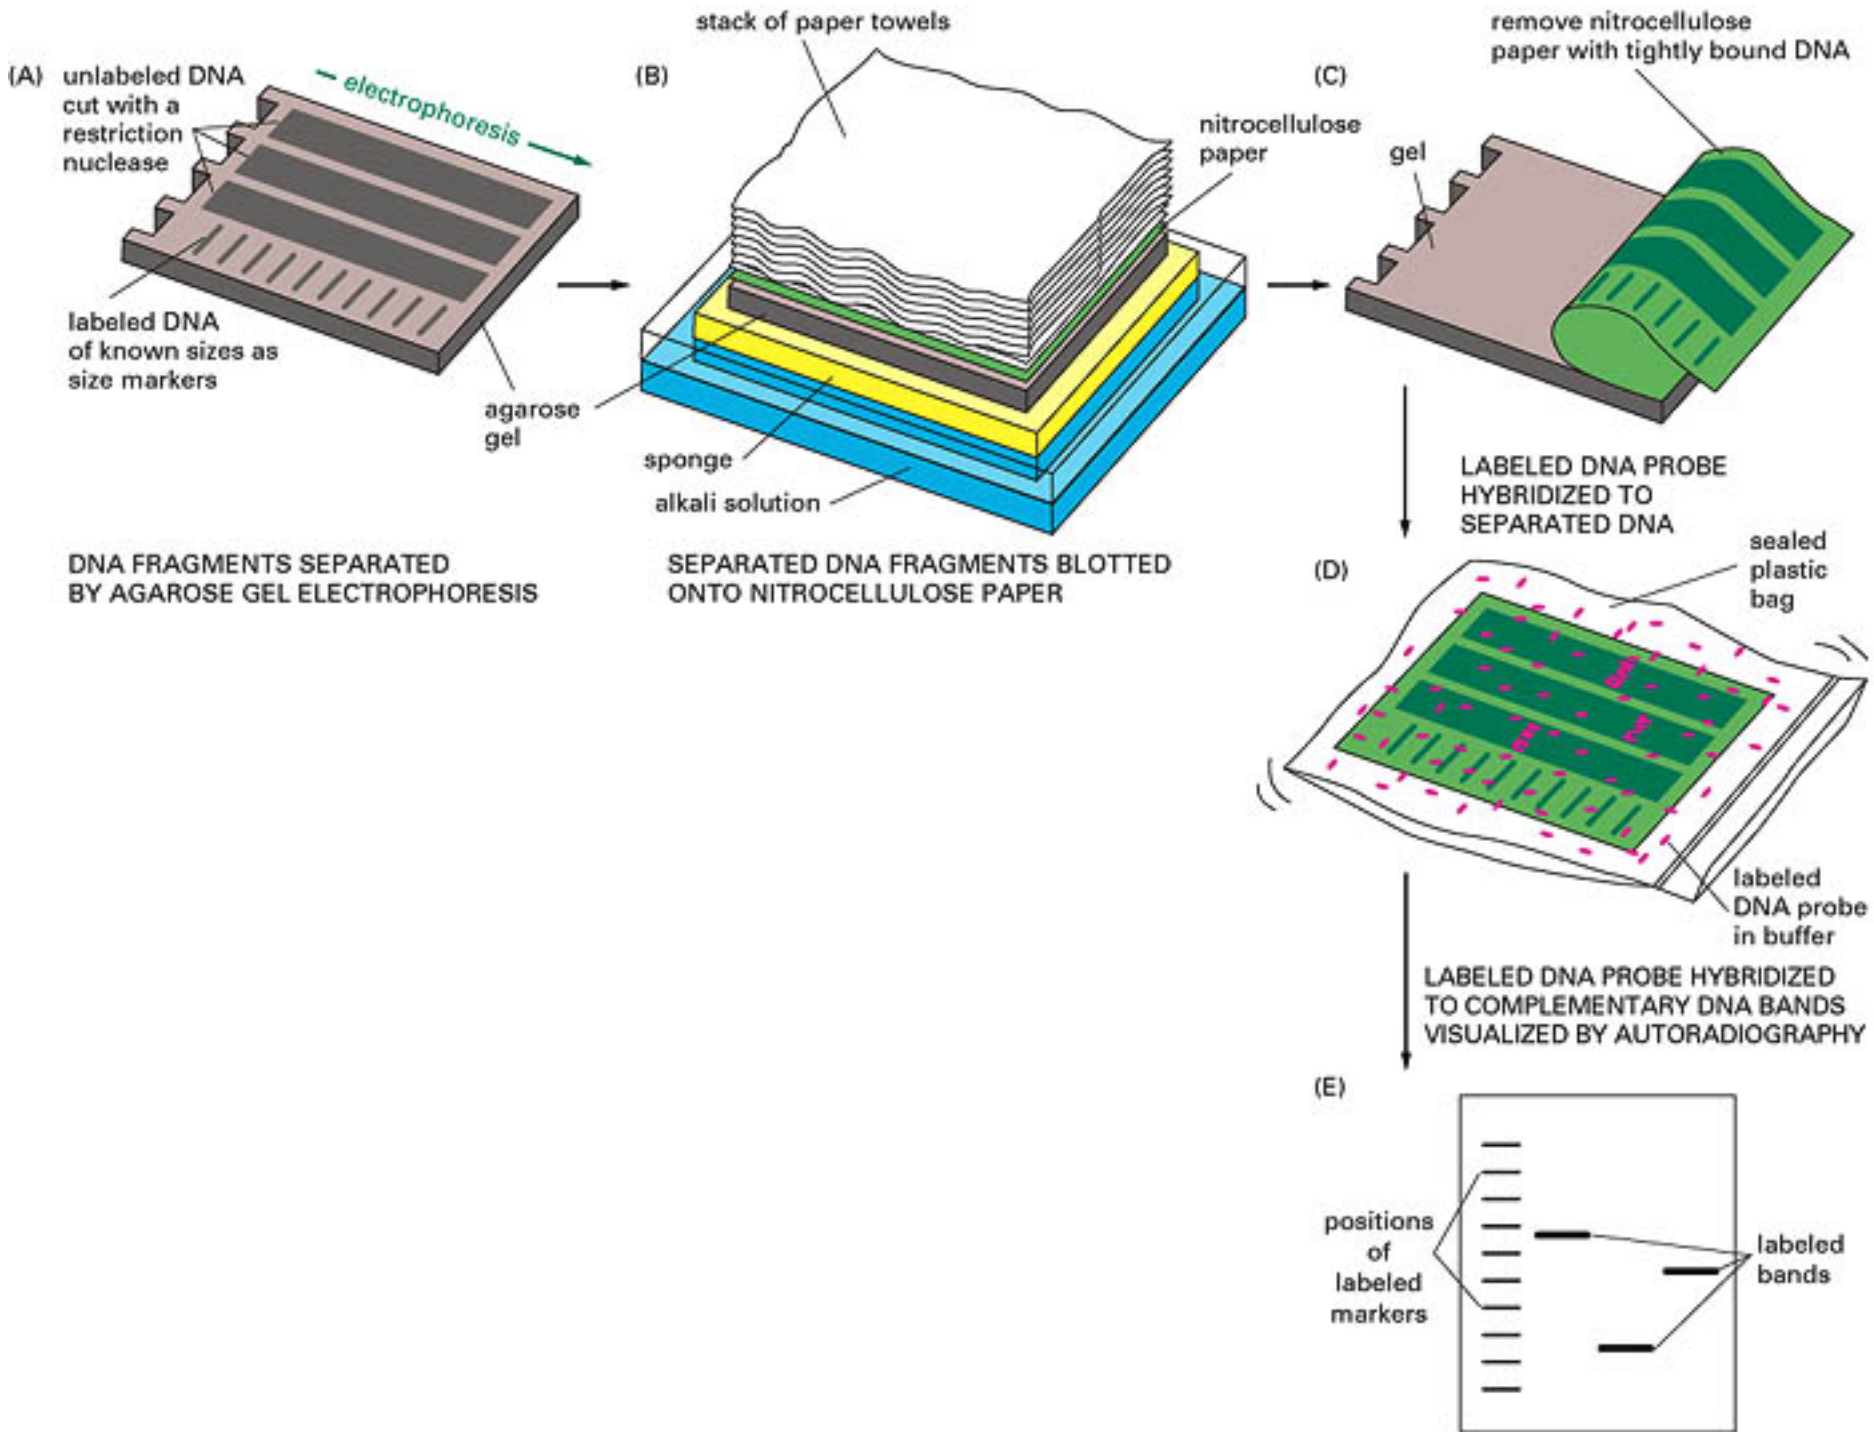 (A)
unlabeled DNA
cut with a
restriction
nuclease
electrophoresis
labeled DNA
of known sizes as
size markers
agarose
gel
DNA FRAGMENTS SEPARATED
BY AGAROSE GEL ELECTROPHORESIS
(B)
stack of paper towels
nitrocellulose
paper
sponge
alkali solution
SEPARATED DNA FRAGMENTS BLOTTED
ONTO NITROCELLULOSE PAPER
(C)
remove nitrocellulose
paper with tightly bound DNA
gel
LABELED DNA PROBE
HYBRIDIZED TO
SEPARATED DNA
(D)
sealed
plastic
bag
labeled
DNA probe
in buffer
LABELED DNA PROBE HYBRIDIZED
TO COMPLEMENTARY DNA BANDS
VISUALIZED BY AUTORADIOGRAPHY
(E)
positions
of
labeled
markers
labeled
bands